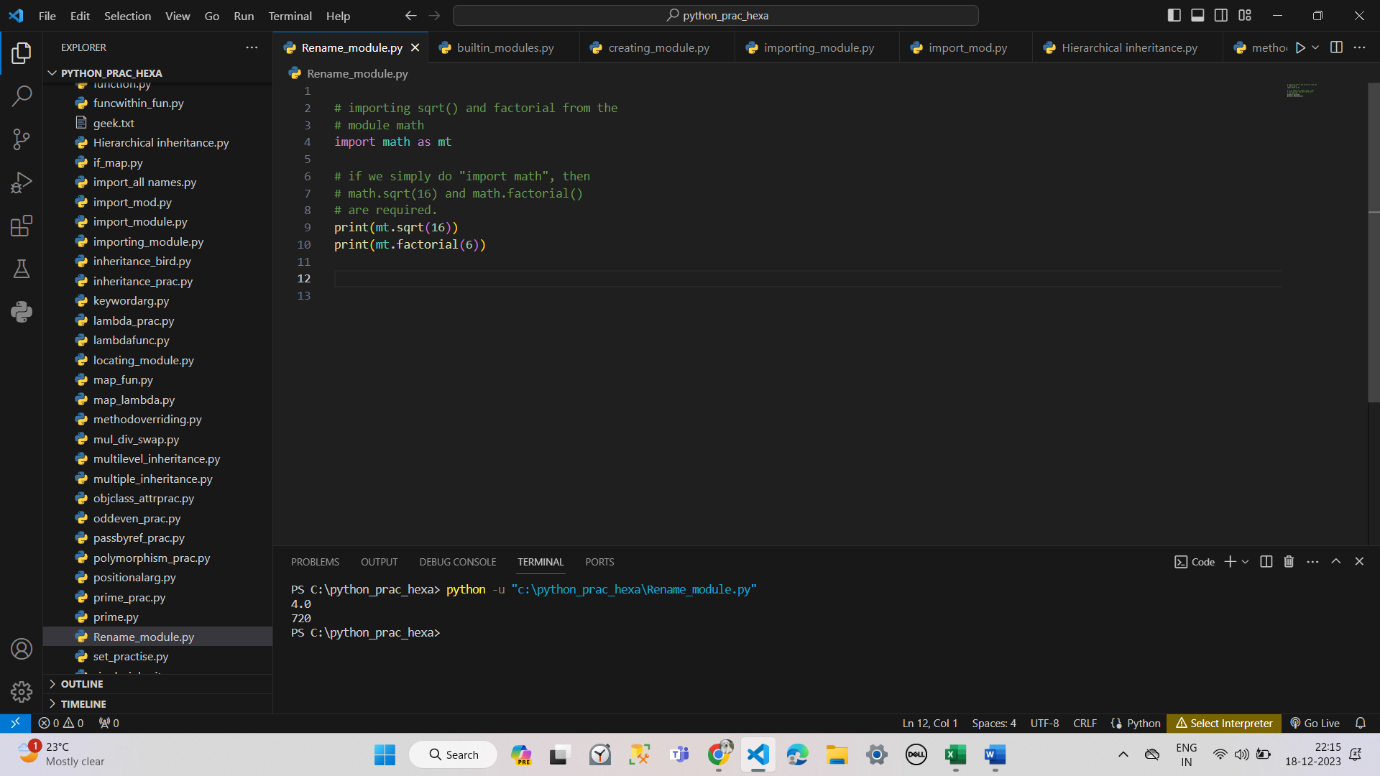 File Edit Selection View Go Run Terminal Help
python_prac_hexa
EXPLORER
Rename_module.py
builtin_modules.py
creating_module.py
importing_module.py
import_mod.py
Hierarchical inheritance.py
metho
PYTHON_PRAC_HEXA
Rename_module.py
function.py
funcwithin_fun.py
geek.txt
Hierarchical inheritance.py
if_map.py
import_all names.py
import_mod.py
import_module.py
importing_module.py
inheritance_bird.py
inheritance_prac.py
keywordarg.py
lambda_prac.py
lambdafunc.py
locating_module.py
map_fun.py
map_lambda.py
methodoverriding.py
mul_div_swap.py
multilevel_inheritance.py
multiple_inheritance.py
objclass_attrprac.py
oddeven_prac.py
passbyref_prac.py
polymorphism_prac.py
positionalarg.py
prime_prac.py
prime.py
Rename_module.py
set_practise.py
OUTLINE
TIMELINE
1
2 # importing sqrt() and factorial from the
3 # module math
4 import math as mt
5
6 # if we simply do "import math", then
7 # math.sqrt(16) and math.factorial()
8 # are required.
9 print(mt.sqrt(16))
10 print(mt.factorial(6))
11
12
13
PROBLEMS OUTPUT DEBUG CONSOLE TERMINAL PORTS
Code
PS C:\python_prac_hexa> python -u "c:\python_prac_hexa\Rename_module.py"
4.0
720
PS C:\python_prac_hexa>
0 0 0
Ln 12, Col 1 Spaces: 4 UTF-8 CRLF Python Select Interpreter Go Live
1
23°C
Mostly clear
Search
PRE
ENG
IN
22:15
18-12-2023